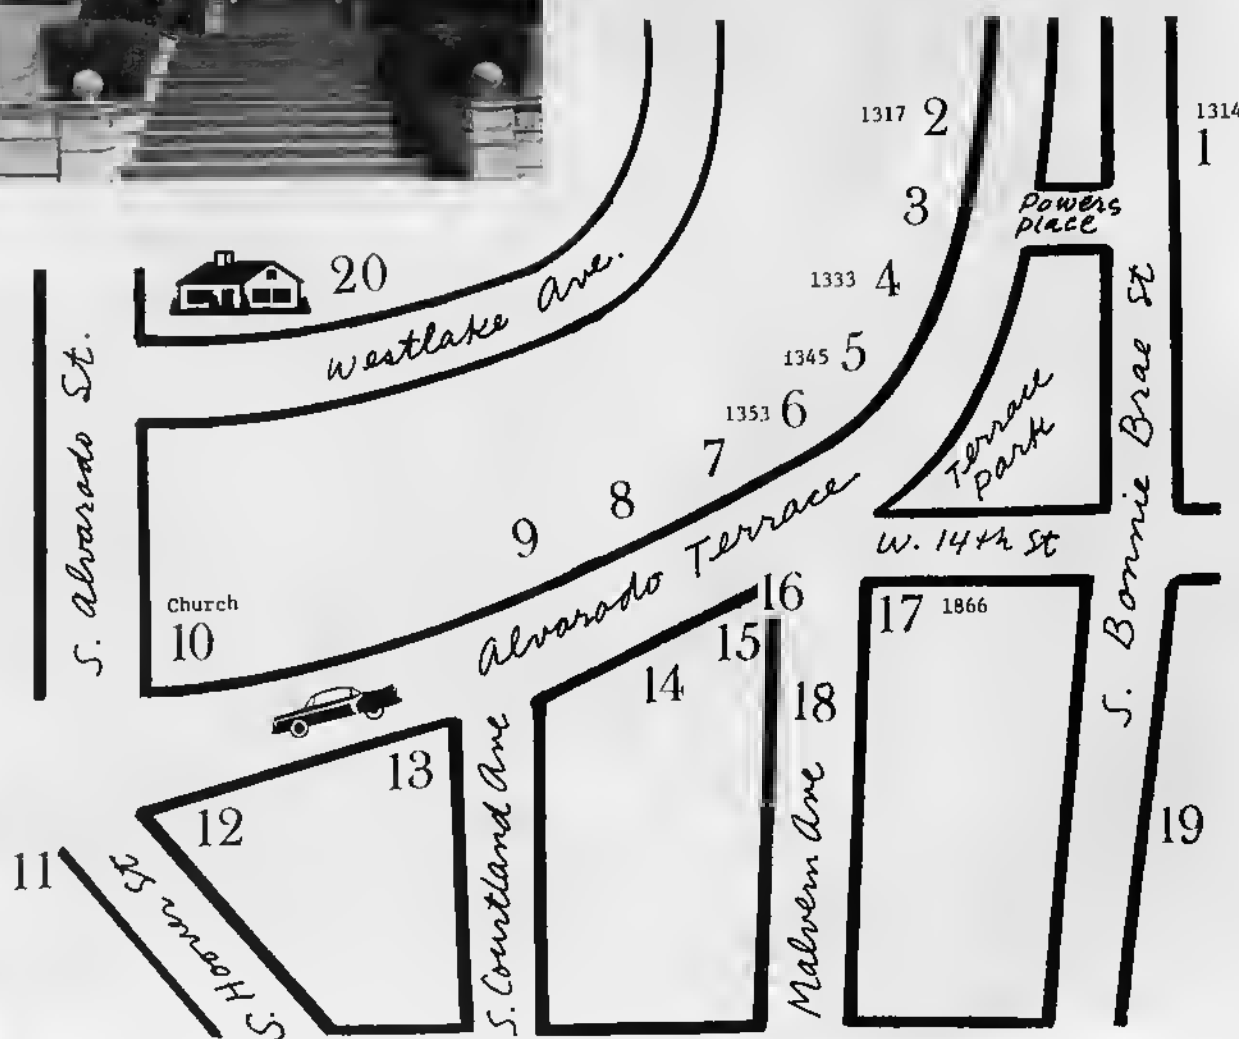 1317 2
1314
1
3
Powers
place
20
1333 4
Westlake Ave.
S. Alvarado St.
1345 5
1353 6
7
Terrace
Park
S. Bonnie Brae St
8
9
Alvarado Terrace
W. 14th St
Church
10
16
17 1866
15
14
18
13
12
11
S. Hoover St
S. Courtland Ave
Malvern Ave
19